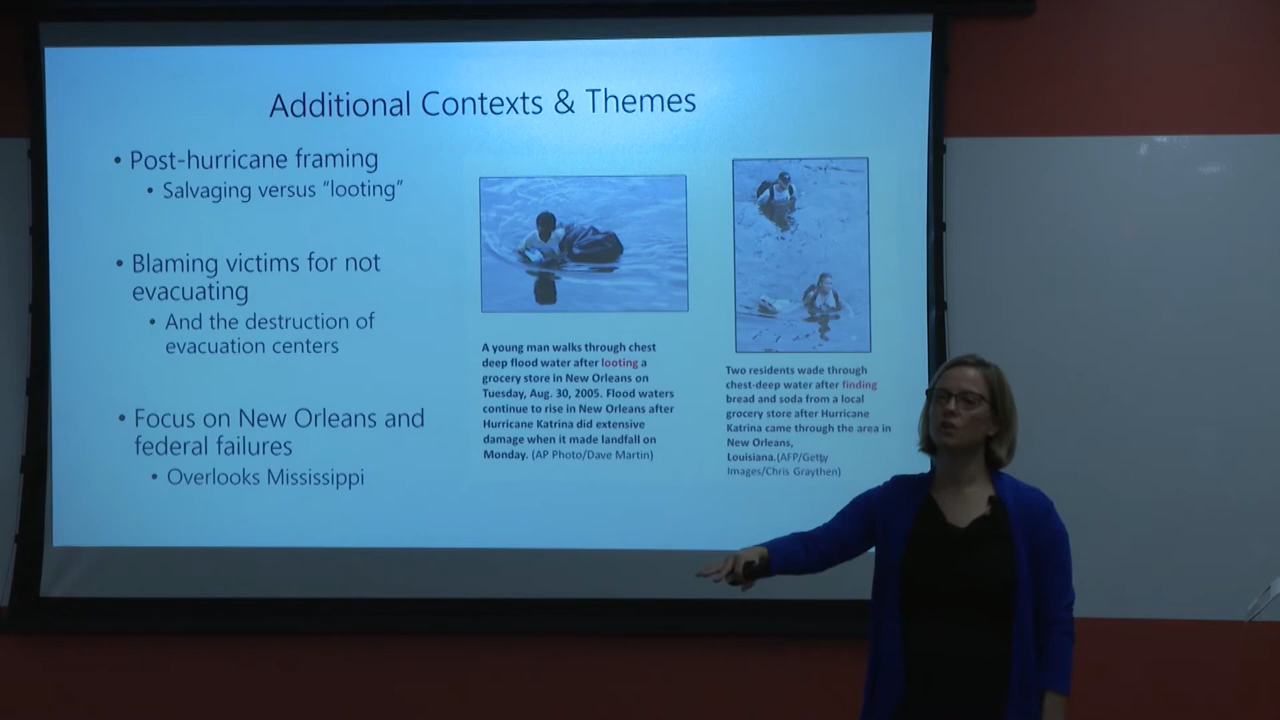 Additional Contexts & Themes
• Post-hurricane framing
• Salvaging versus “looting”
• Blaming victims for not
evacuating
• And the destruction of
evacuation centers
• Focus on New Orleans and
federal failures
• Overlooks Mississippi
A young man walks through chest
deep flood water after looting a
grocery store in New Orleans on
Tuesday, Aug. 30, 2005. Flood waters
continue to rise in New Orleans after
Hurricane Katrina did extensive
damage when it made landfall on
Monday. (AP Photo/Dave Martin)
Two residents wade through
chest-deep water after finding
bread and soda from a local
grocery store after Hurricane
Katrina came through the area in
New Orleans,
Louisiana.(AFP/Getty
Images/Chris Graythen)